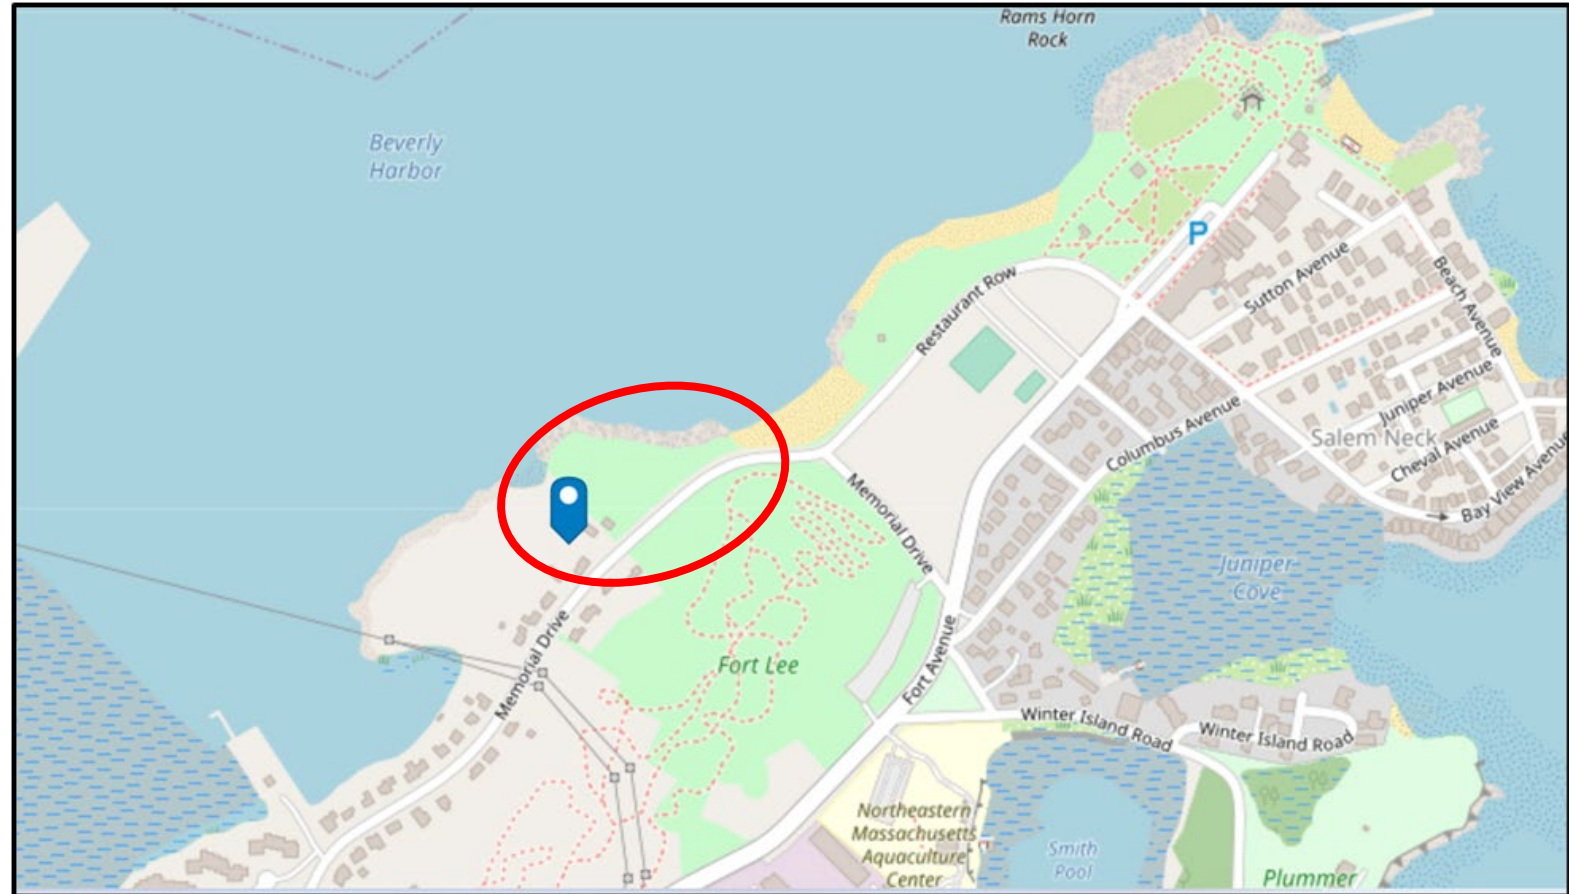 Rams Horn
Rock
Beverly
Harbor
P
Restaurant Row
Sutton Avenue
Beach Avenue
Juniper Avenue
Columbus Avenue
Salem Neck
Cheval Avenue
Bay View Avenue
Memorial Drive
Juniper
Cove
Memorial Drive
Fort Lee
Fort Avenue
Winter Island Road
Winter Island Road
Northeastern
Massachusetts
Aquaculture
Center
Smith
Pool
Plummer